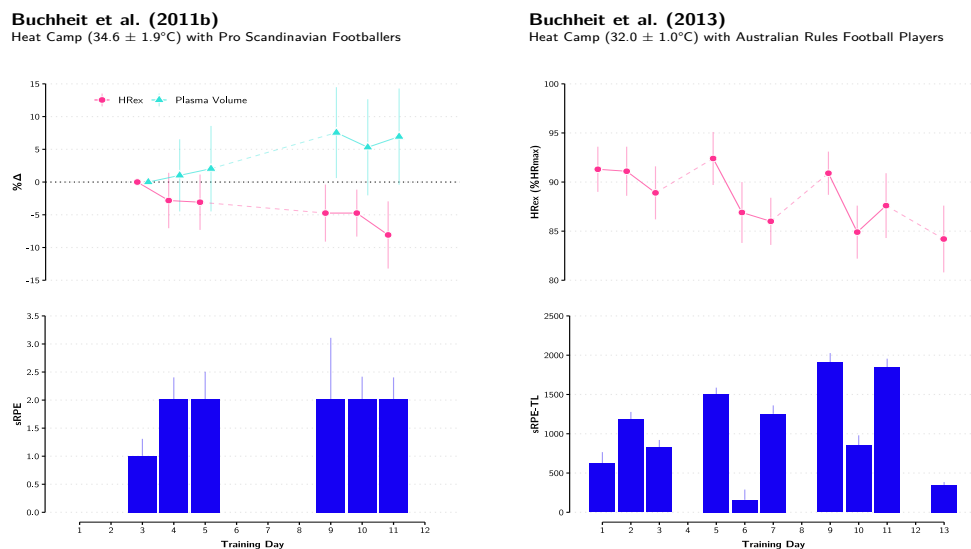 Buchheit et al. (2011b)
Heat Camp (34.6 ± 1.9°C) with Pro Scandinavian Footballers
15
10
5
0
-5
-10
-15
%Δ
HRex
Plasma Volume
3.5
3.0
2.5
2.0
1.5
1.0
0.5
0.0
sRPE
1 2 3 4 5 6 7 8 9 10 11 12
Training Day
Buchheit et al. (2013)
Heat Camp (32.0 ± 1.0°C) with Australian Rules Football Players
100
95
90
85
80
HRex (%HRmax)
2500
2000
1500
1000
500
0
sRPE-TL
1 2 3 4 5 6 7 9 10 11 13
Training Day